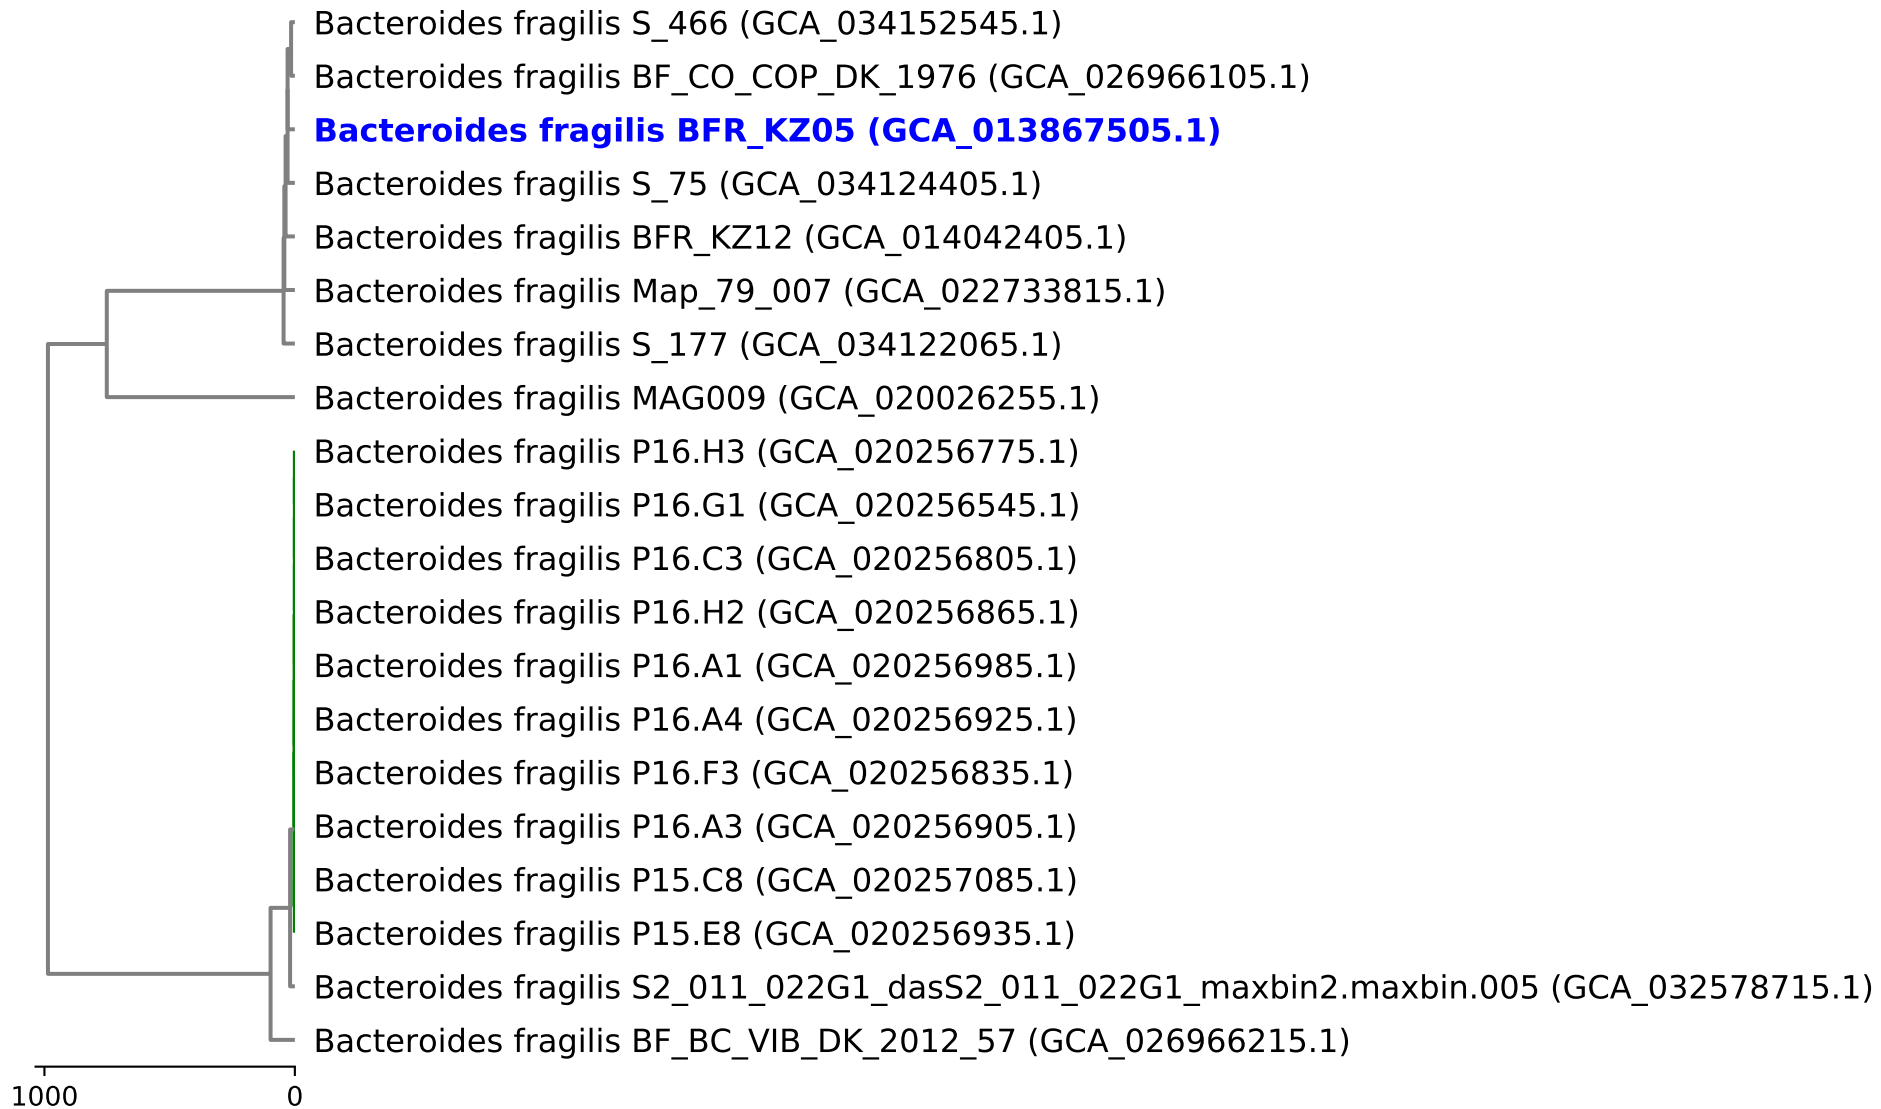 Bacteroides fragilis S_466 (GCA_034152545.1)
Bacteroides fragilis BF_CO_COP_DK_1976 (GCA_026966105.1)
Bacteroides fragilis BFR_KZ05 (GCA_013867505.1)
Bacteroides fragilis S_75 (GCA_034124405.1)
Bacteroides fragilis BFR_KZ12 (GCA_014042405.1)
Bacteroides fragilis Map_79_007 (GCA_022733815.1)
Bacteroides fragilis S_177 (GCA_034122065.1)
Bacteroides fragilis MAG009 (GCA_020026255.1)
Bacteroides fragilis P16.H3 (GCA_020256775.1)
Bacteroides fragilis P16.G1 (GCA_020256545.1)
Bacteroides fragilis P16.C3 (GCA_020256805.1)
Bacteroides fragilis P16.H2 (GCA_020256865.1)
Bacteroides fragilis P16.A1 (GCA_020256985.1)
Bacteroides fragilis P16.A4 (GCA_020256925.1)
Bacteroides fragilis P16.F3 (GCA_020256835.1)
Bacteroides fragilis P16.A3 (GCA_020256905.1)
Bacteroides fragilis P15.C8 (GCA_020257085.1)
Bacteroides fragilis P15.E8 (GCA_020256935.1)
Bacteroides fragilis S2_011_022G1_dasS2_011_022G1_maxbin2.maxbin.005 (GCA_032578715.1)
Bacteroides fragilis BF_BC_VIB_DK_2012_57 (GCA_026966215.1)
1000 0